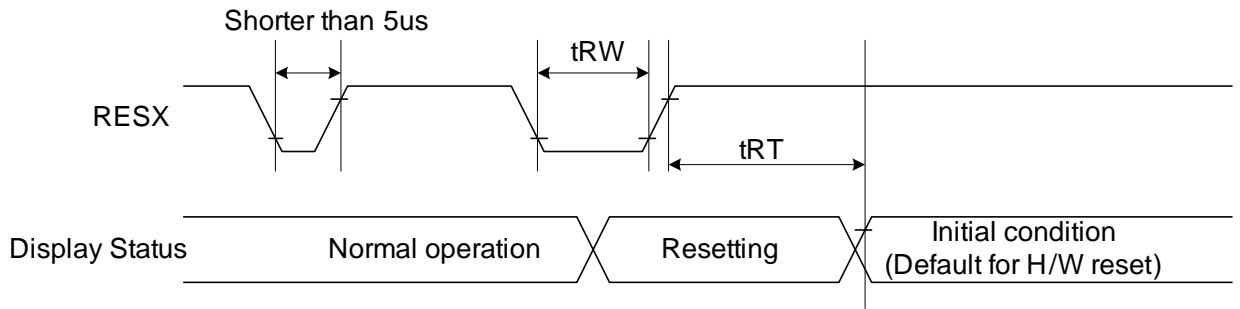 Shorter than 5us
tRW
RESX
tRT
Display Status
Normal operation
Resetting
Initial condition
(Default for H/W reset)